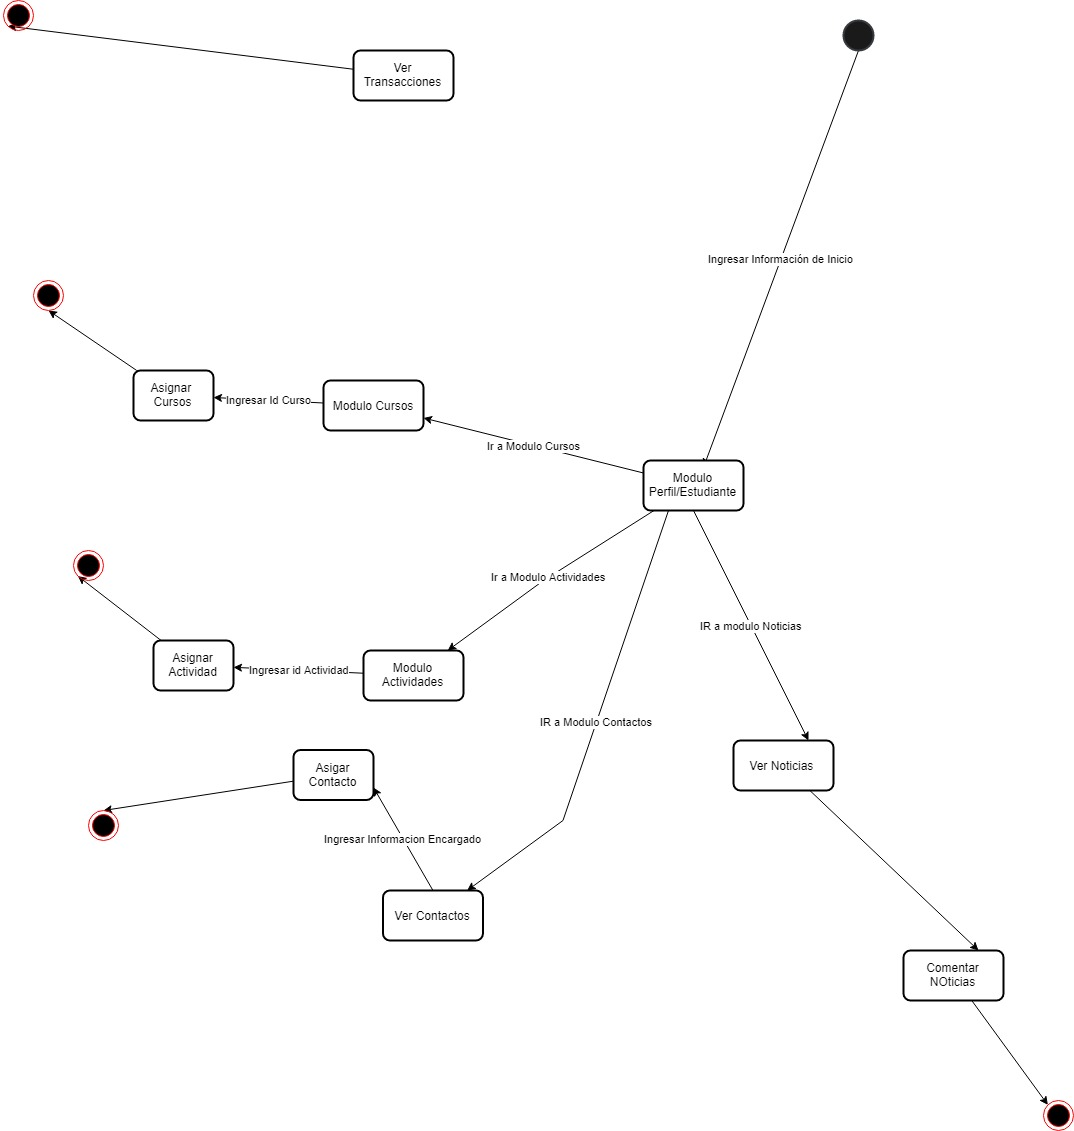 Ver
Transacciones
Ingresar Información de Inicio
Asignar
Cursos
Ingresar Id Curso
Modulo Cursos
Ir a Modulo Cursos
Modulo
Perfil/Estudiante
Ir a Modulo Actividades
IR a modulo Noticias
Asignar
Actividad
Ingresar id Actividad
Modulo
Actividades
IR a Modulo Contactos
Asigar
Contacto
Ver Noticias
Ingresar Informacion Encargado
Ver Contactos
Comentar
NOticias